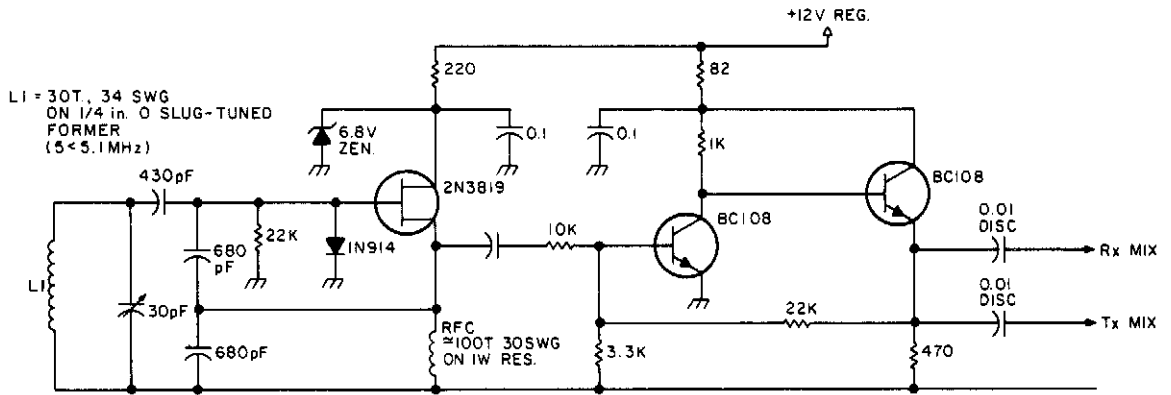 +12V REG.
220
82
L1 = 30T., 34 SWG
ON 1/4 in. O SLUG-TUNED
FORMER
(5<5.1MHz)
6.8V
ZEN.
0.1
0.1
1K
430pF
2N3819
BC108
BC108
22K
1N914
10K
680
pF
0.01
DISC
Rx MIX
L1
30pF
0.01
DISC
22K
Tx MIX
680pF
RFC
≃100T 30SWG
ON 1W RES.
3.3K
470